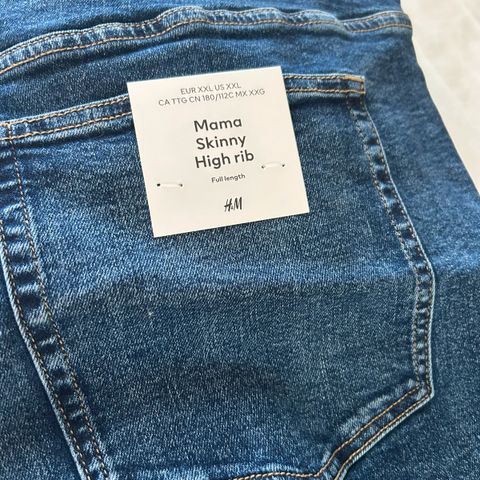 EUR XXL US XXL
CA TTG CN 180/112C MX XXG
Mama
Skinny
High rib
Full length
H&M